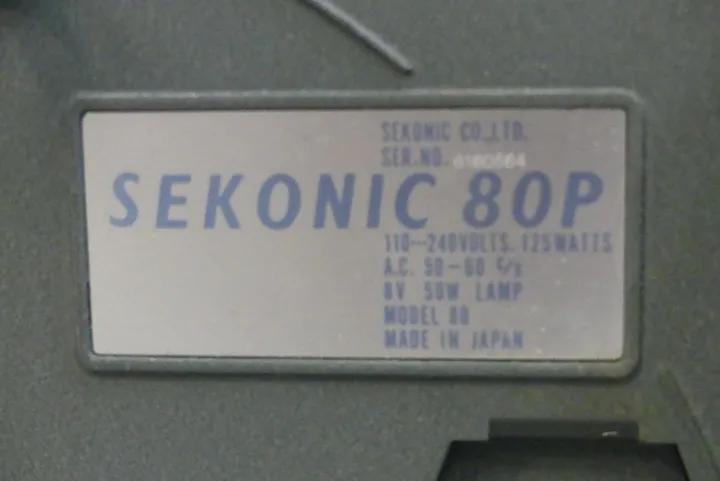 SEKONIC CO.,LTD.
SER.NO.
SEKONIC 80P
110-240VOLTS. 125WATTS
A.C. 50-60 c/s
8V 50W LAMP
MODEL 80
MADE IN JAPAN